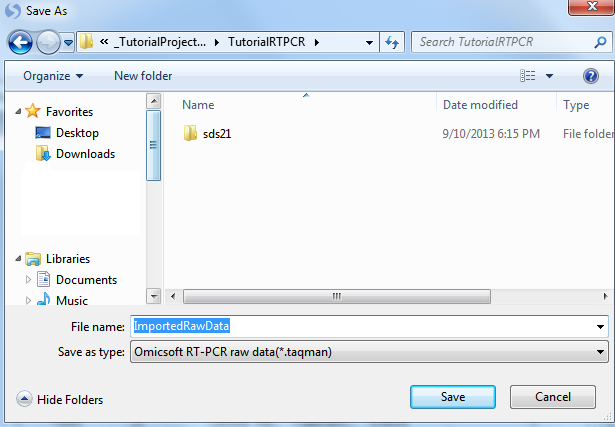 Save As
« _TutorialProject... ▸ TutorialRTPCR ▸
Search TutorialRTPCR
Organize ▾ New folder
Favorites
Desktop
Downloads
Libraries
Documents
Music
Name Date modified Type
sds21 9/10/2013 6:15 PM File folder
File name: ImportedRawData
Save as type: Omicsoft RT-PCR raw data(*.taqman)
Hide Folders Save Cancel